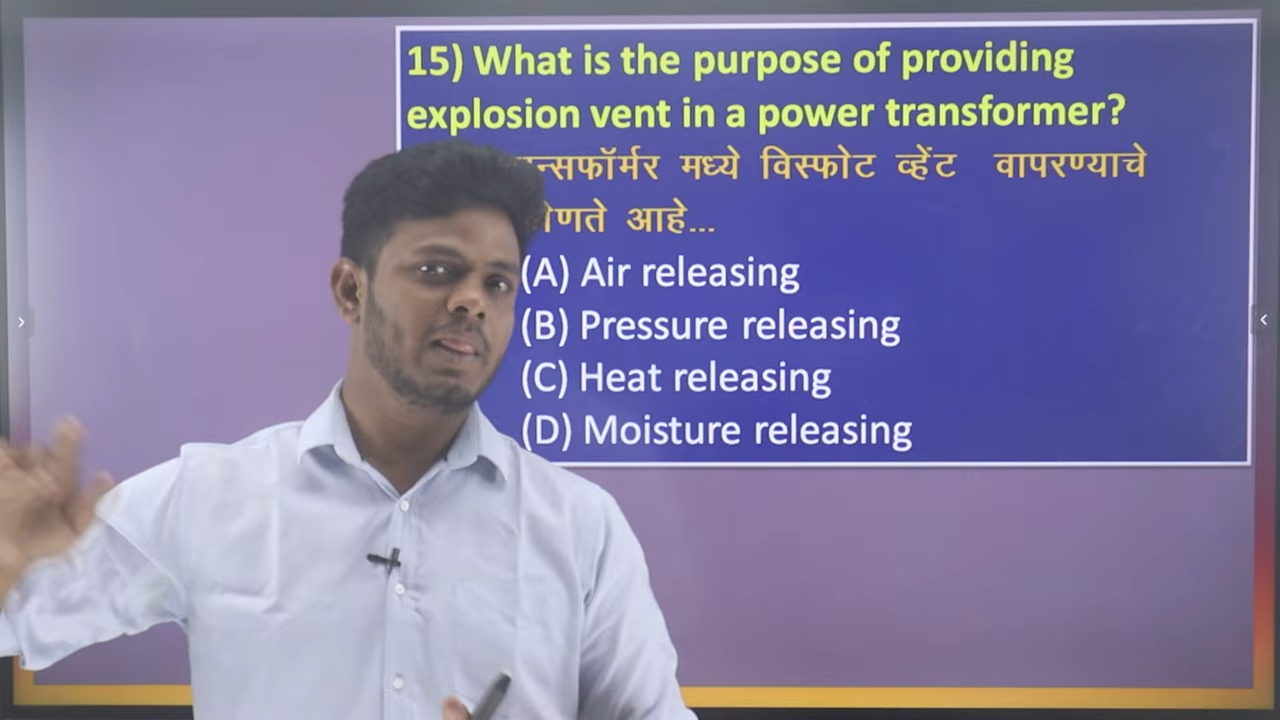 15) What is the purpose of providing
explosion vent in a power transformer?
मध्ये विस्फोट व्हेंट वापरण्याचे
आहे...
(A) Air releasing
(B) Pressure releasing
(C) Heat releasing
(D) Moisture releasing